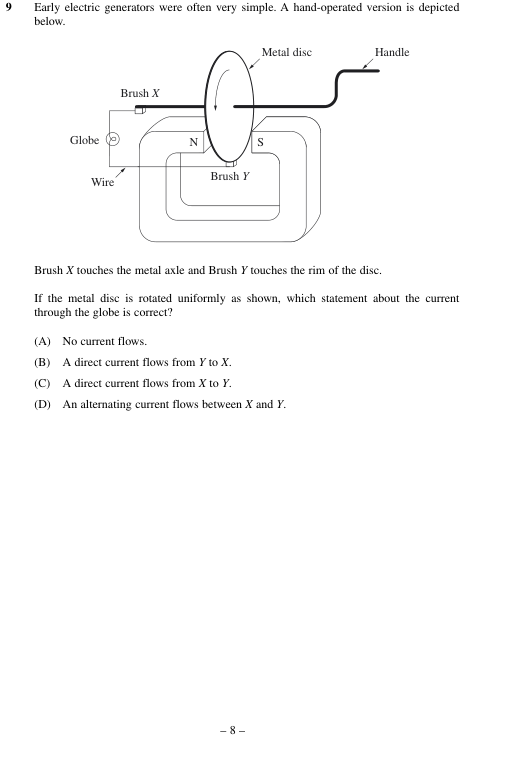 9 Early electric generators were often very simple. A hand-operated version is depicted
below.
Metal disc
Handle
Brush X
Globe
N
S
Wire
Brush Y
Brush X touches the metal axle and Brush Y touches the rim of the disc.
If the metal disc is rotated uniformly as shown, which statement about the current
through the globe is correct?
(A) No current flows.
(B) A direct current flows from Y to X.
(C) A direct current flows from X to Y.
(D) An alternating current flows between X and Y.
– 8 –